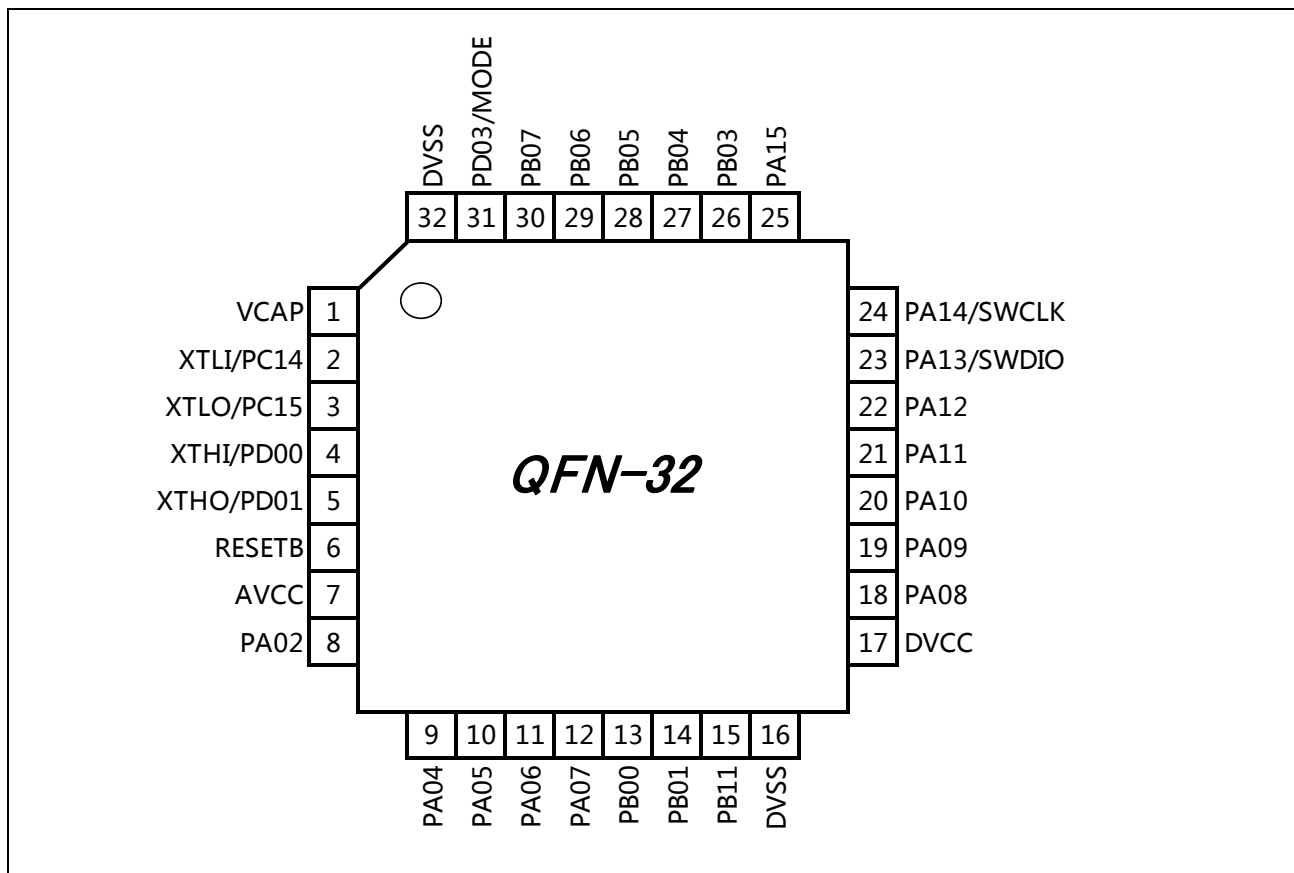 DVSS
PD03/MODE
PB07
PB06
PB05
PB04
PB03
PA15
32 31 30 29 28 27 26 25
VCAP 1
XTLI/PC14 2
XTLO/PC15 3
XTHI/PD00 4
XTHO/PD01 5
RESETB 6
AVCC 7
PA02 8
QFN-32
24 PA14/SWCLK
23 PA13/SWDIO
22 PA12
21 PA11
20 PA10
19 PA09
18 PA08
17 DVCC
9 10 11 12 13 14 15 16
PA04
PA05
PA06
PA07
PB00
PB01
PB11
DVSS